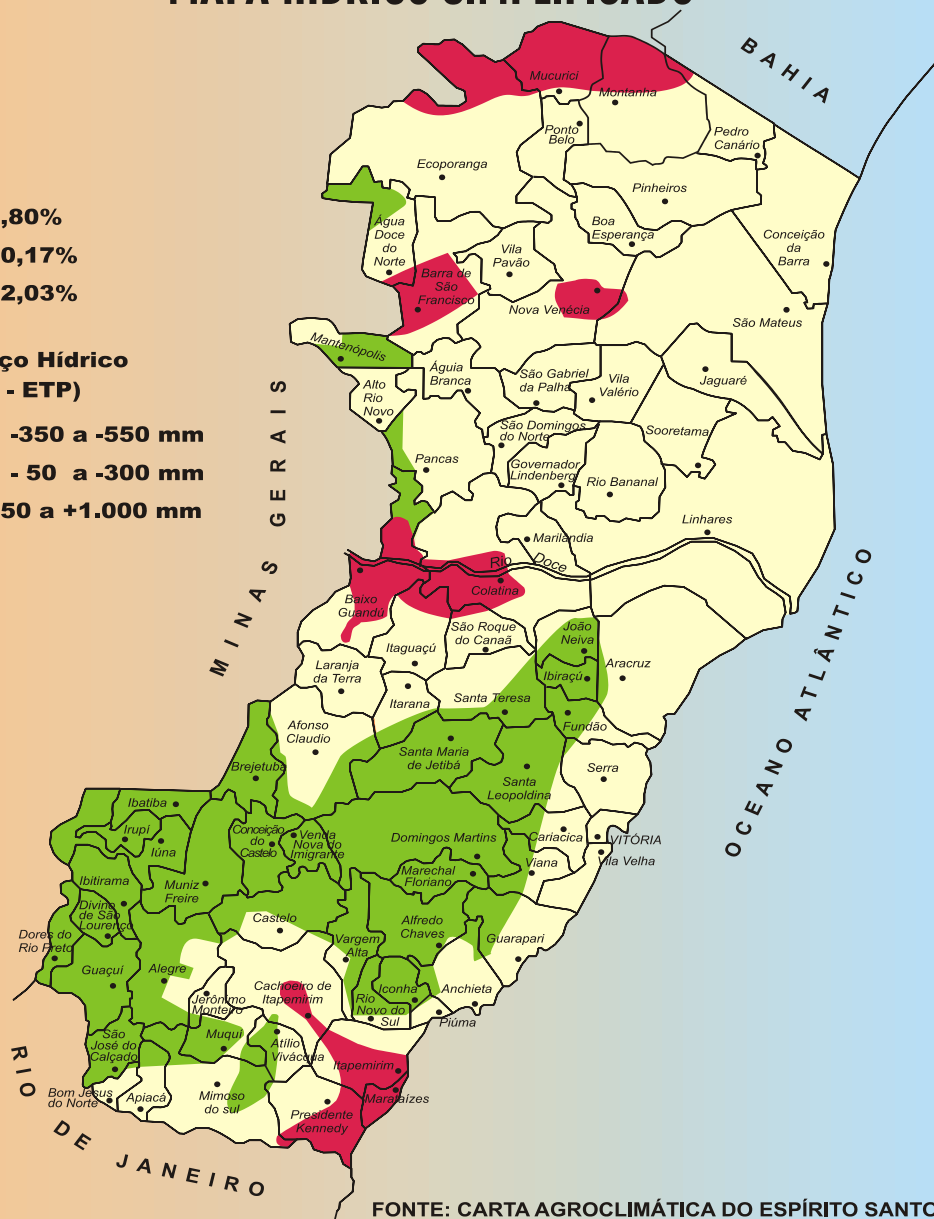 MAPA HÍDRICO SIMPLIFICADO
BAHIA
Mucurici
Montanha
Ponto
Belo
Pedro
Canário
Ecoporanga
Pinheiros
,80%
0,17%
2,03%
Água
Doce
do
Norte
Boa
Esperança
Conceição
da
Barra
Vila
Pavão
Barra de
São
Francisco
Nova Venécia
São Mateus
ço Hídrico
- ETP)
-350 a -550 mm
- 50 a -300 mm
50 a +1.000 mm
Mantenópolis
Águia
Branca
São Gabriel
da Palha
Vila
Valério
Jaguaré
Alto
Rio
Novo
São Domingos
do Norte
Sooretama
Pancas
Governador
Lindenberg
Rio Bananal
Linhares
Marilandia
Rio Doce
MINAS GERAIS
Baixo
Guandú
Colatina
São Roque
do Canaã
João
Neiva
Itaguaçú
Laranja
da Terra
Ibiraçú
Aracruz
Itarana
Santa Teresa
Fundão
Afonso
Claudio
Santa Maria
de Jetibá
Serra
Brejetuba
Santa
Leopoldina
OCEANO ATLÂNTICO
Ibatiba
Irupí
Iúna
Conceição
do
Castelo
Venda
Nova do
Imigrante
Domingos Martins
Cariacica
VITÓRIA
Vila Velha
Viana
Marechal
Floriano
Ibitirama
Muniz
Freire
Divino
de São
Lourenço
Castelo
Alfredo
Chaves
Vargem
Alta
Guarapari
Dores do
Rio Preto
Guaçuí
Alegre
Jerônimo
Monteiro
Cachoeiro de
Itapemirim
Iconha
Anchieta
Rio
Novo do
Sul
Piúma
São
José do
Calçado
Muqui
Atílio
Vivácqua
Itapemirim
Bom Jesus
do Norte
Apiacá
Mimoso
do sul
Marataízes
Presidente
Kennedy
RIO DE JANEIRO
FONTE: CARTA AGROCLIMÁTICA DO ESPÍRITO SANTO